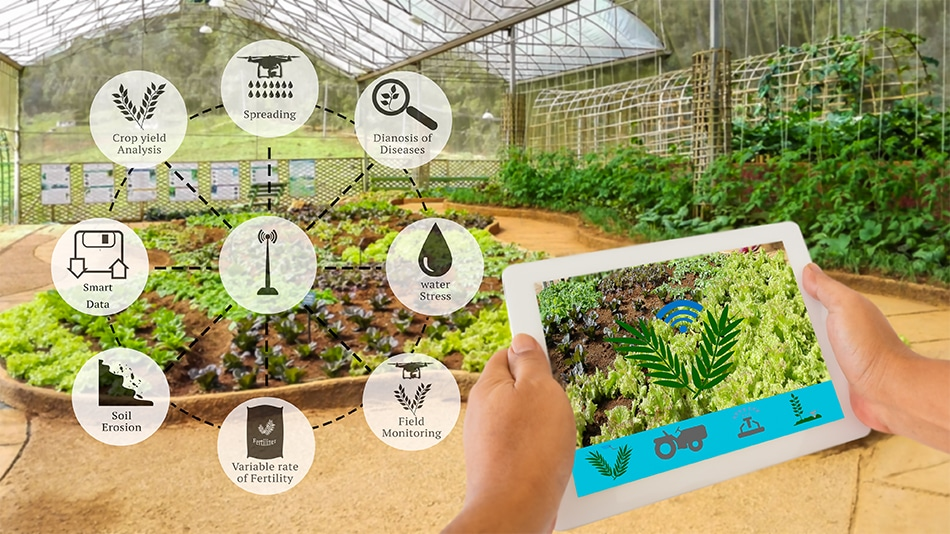 Spreading
Crop yield
Analysis
Dianosis of
Diseases
Smart
Data
water
Stress
Soil
Erosion
Field
Monitoring
Fertilizer
Variable rate
of Fertility